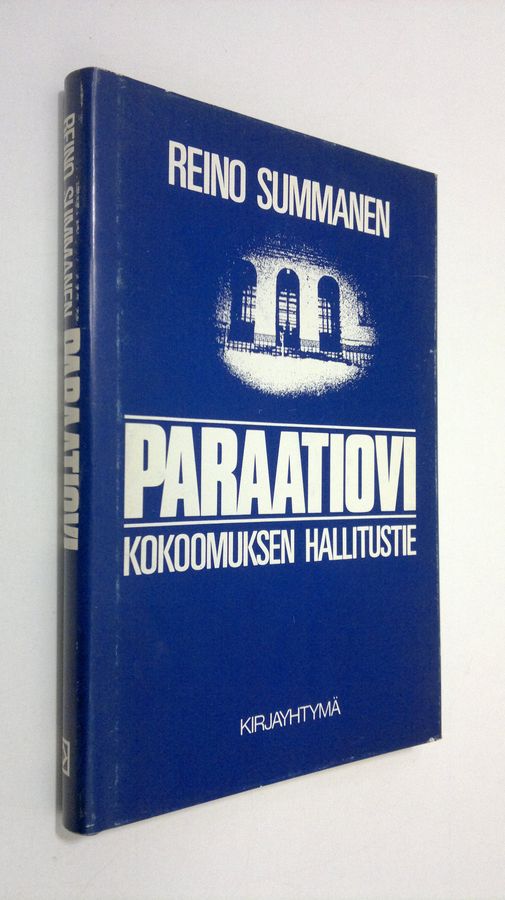 REINO SUMMANEN
PARAATIOVI
KOKOOMUKSEN HALLITUSTIE
KIRJAYHTYMÄ
REINO SUMMANEN PARAATIOVI